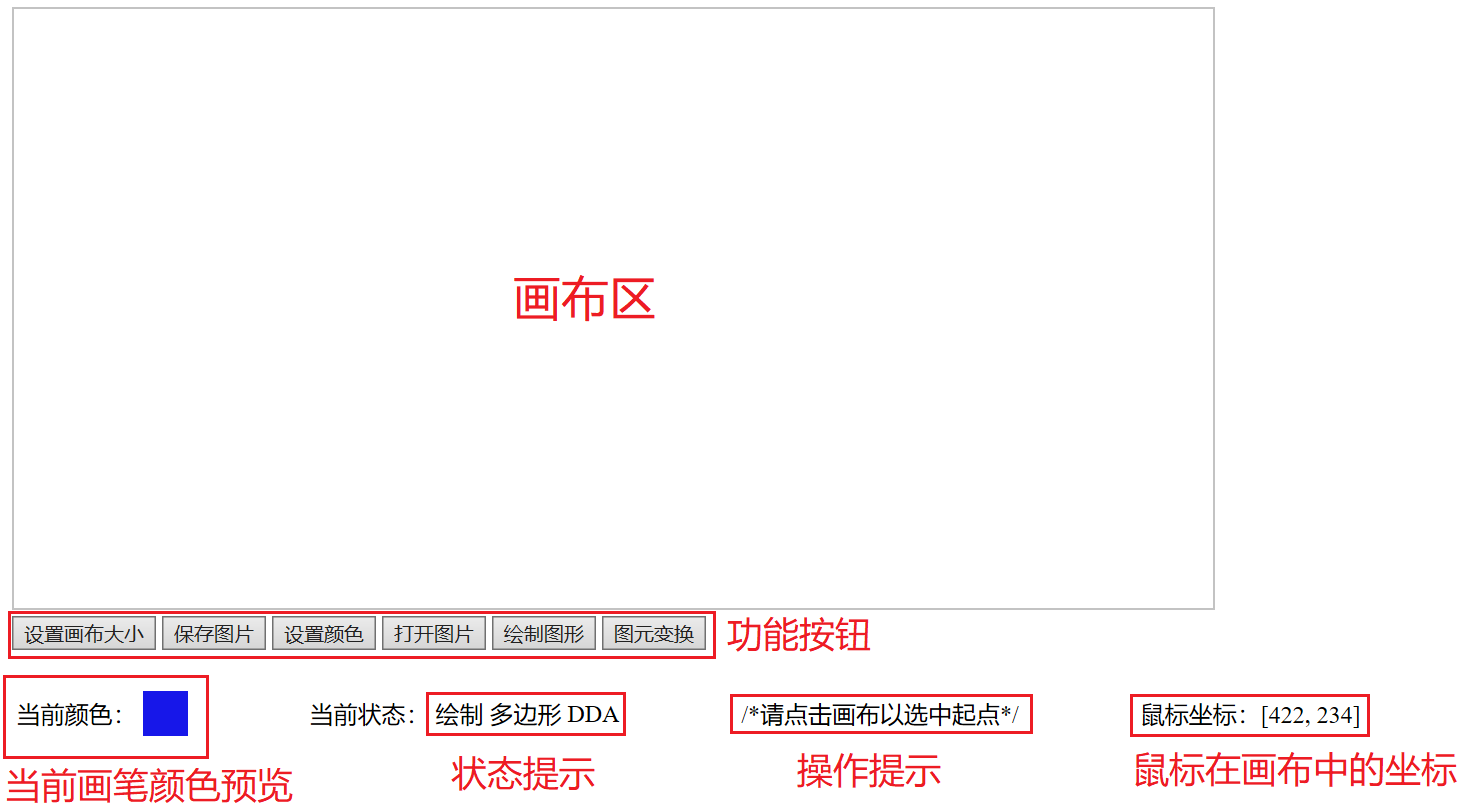 画布区
设置画布大小 保存图片 设置颜色 打开图片 绘制图形 图元变换 功能按钮
当前颜色： 当前状态：绘制 多边形 DDA /*请点击画布以选中起点*/ 鼠标坐标：[422, 234]
当前画笔颜色预览 状态提示 操作提示 鼠标在画布中的坐标